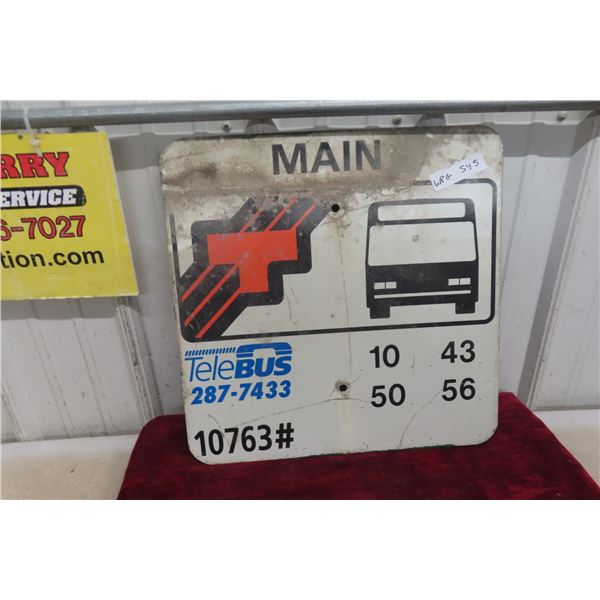 MAIN
WPG 545
RRY
SERVICE
6-7027
tion.com
TeleBUS
287-7433
10 43
50 56
10763#